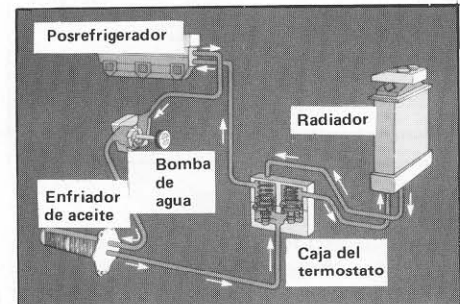 Posrefrigerador
Radiador
Bomba
de
agua
Enfriador
de aceite
Caja del
termostato